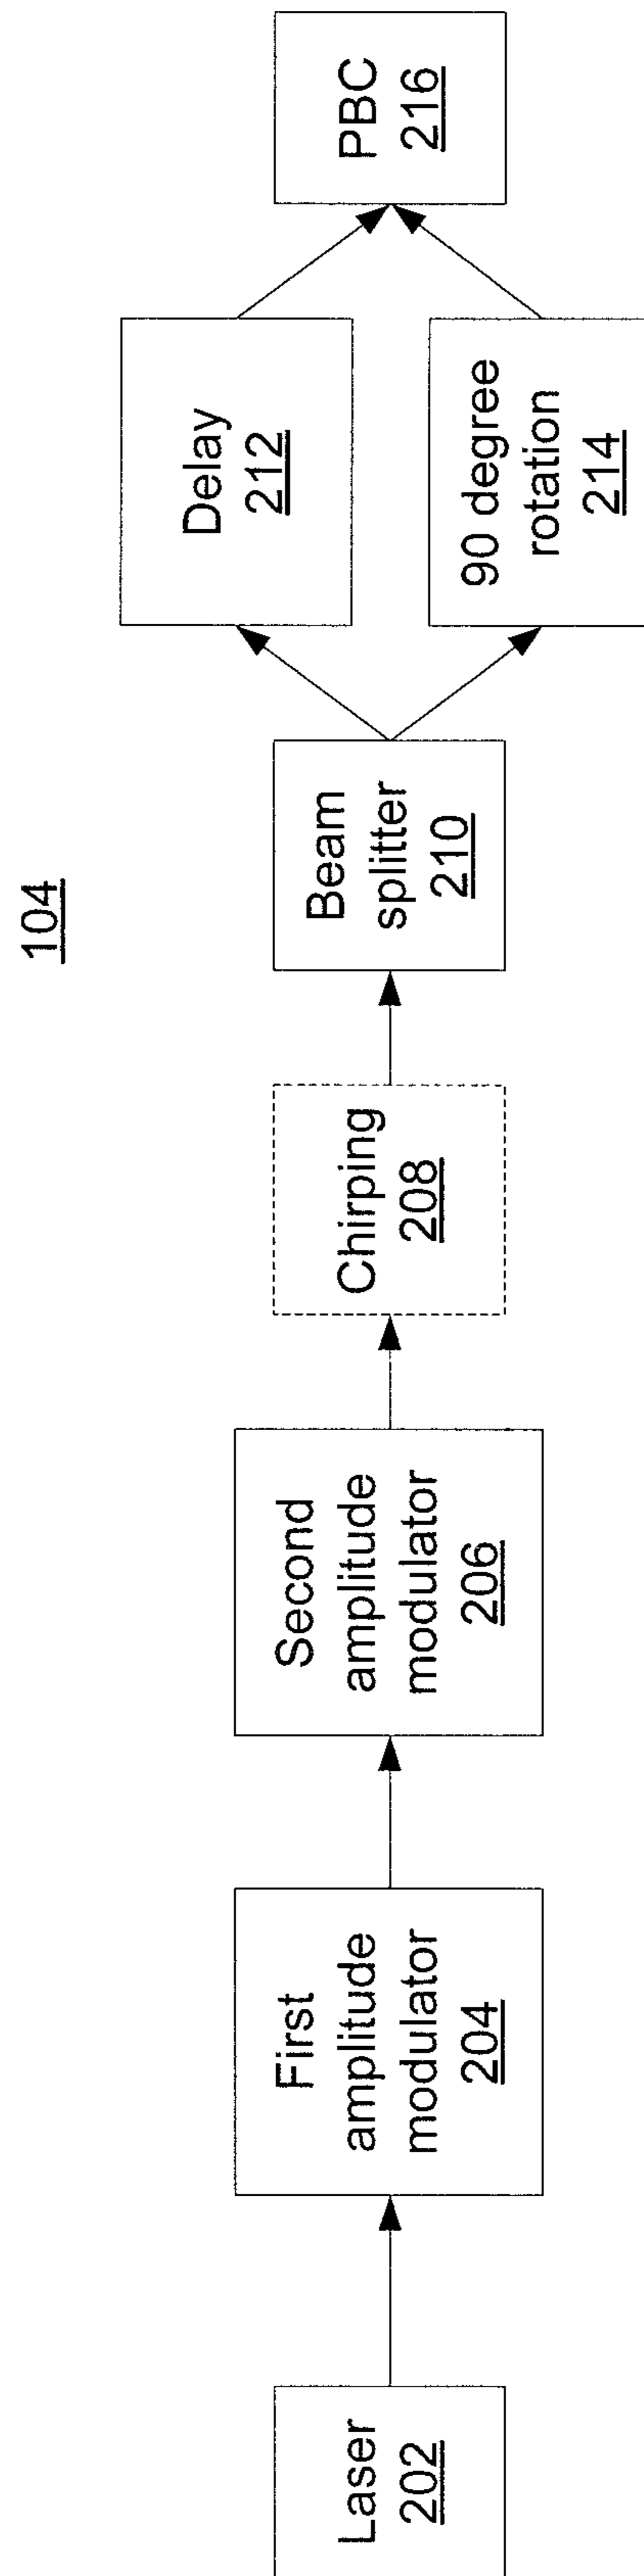 104
Laser
202
First
amplitude
modulator
204
Second
amplitude
modulator
206
Chirping
208
Beam
splitter
210
Delay
212
90 degree
rotation
214
PBC
216